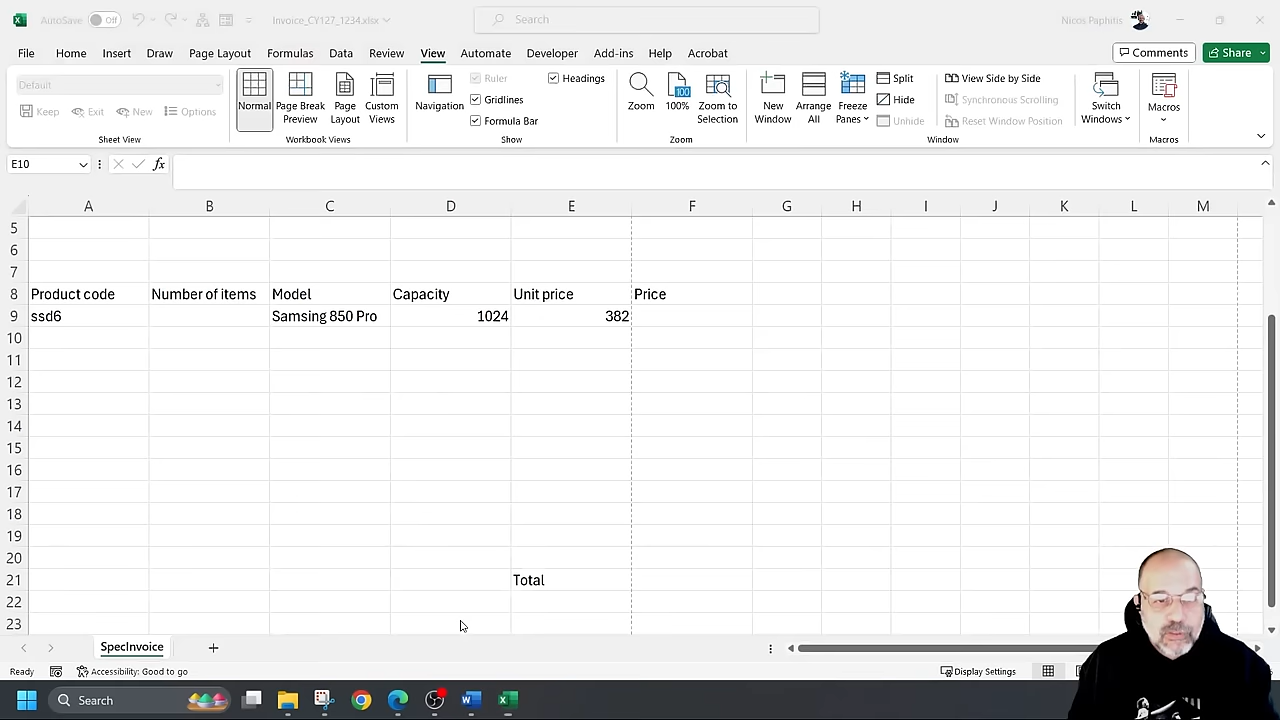 AutoSave Off Invoice_CY127_1234.xlsx Search Nicos Paphitis
File Home Insert Draw Page Layout Formulas Data Review View Automate Developer Add-ins Help Acrobat Comments Share
Default
Keep Exit New Options
Sheet View
Normal Page Break Preview Page Layout Custom Views
Workbook Views
Navigation
Ruler Headings
Gridlines
Formula Bar
Show
Zoom 100% Zoom to Selection
Zoom
New Window Arrange All Freeze Panes
Split
Hide
Unhide
View Side by Side
Synchronous Scrolling
Reset Window Position
Switch Windows
Window
Macros
Macros
E10 fx
A B C D E F G H I J K L M
5
6
7
8 Product code Number of items Model Capacity Unit price Price
9 ssd6 Samsing 850 Pro 1024 382
10
11
12
13
14
15
16
17
18
19
20
21 Total
22
23
SpecInvoice
Ready Accessibility: Good to go Display Settings
Search